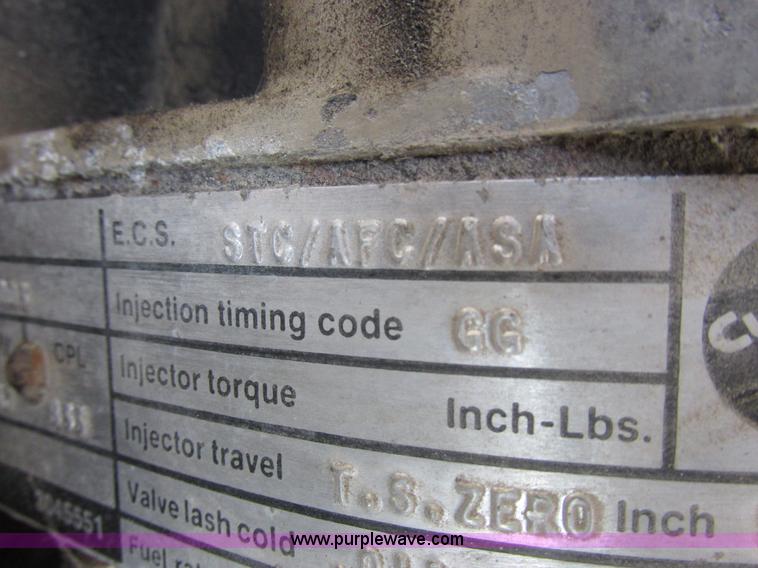 E.C.S. STC/AFC/ASA
Injection timing code GG
CPL
Injector torque Inch-Lbs.
Injector travel T.S.ZERO Inch
Valve lash cold
Fuel
www.purplewave.com